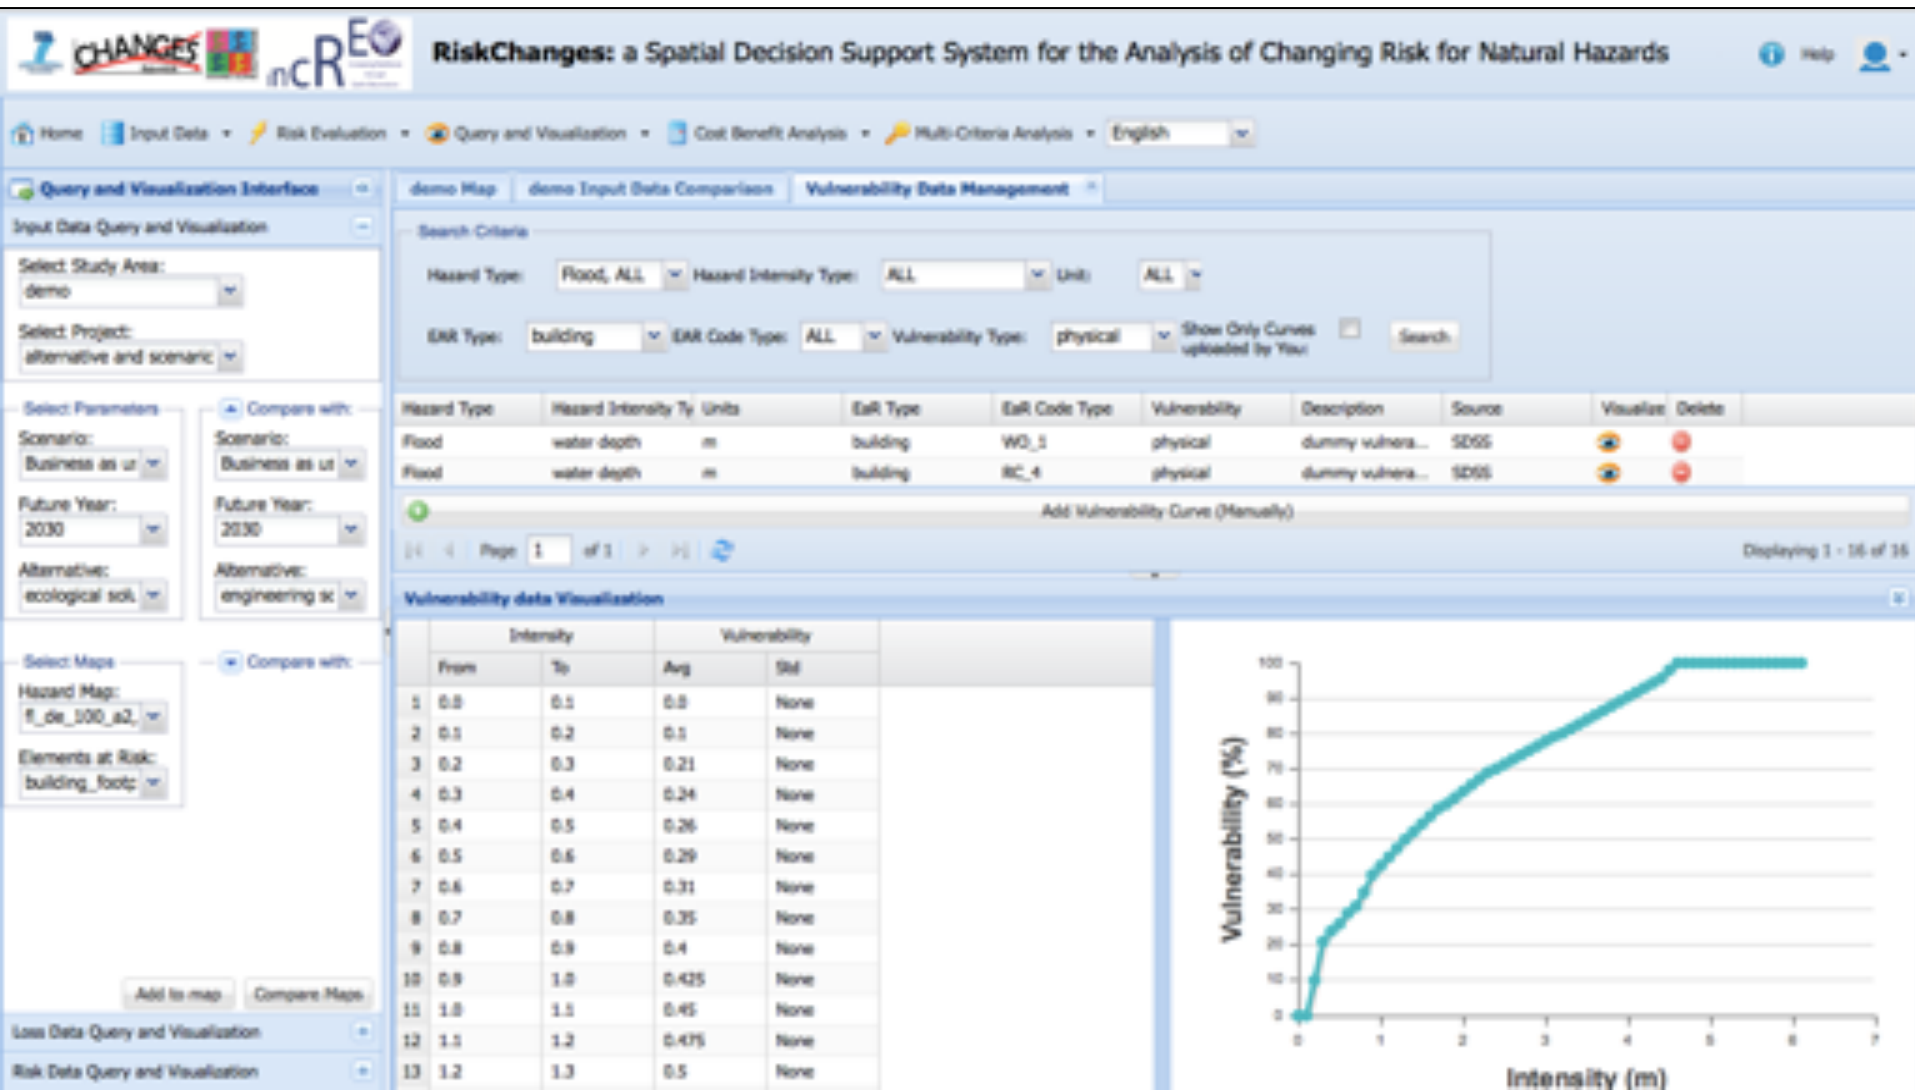 7 CHANGES
incREO
RiskChanges: a Spatial Decision Support System for the Analysis of Changing Risk for Natural Hazards
Help
Home Input Data Risk Evaluation Query and Visualization Cost Benefit Analysis Multi-Criteria Analysis English
Query and Visualization Interface
demo Map demo Input Data Comparison Vulnerability Data Management
Input Data Query and Visualization
Select Study Area:
demo
Select Project:
alternative and scenaric
Select Parameters Compare with:
Scenario: Scenario:
Business as ur Business as ur
Future Year: Future Year:
2030 2030
Alternative: Alternative:
ecological solu engineering sc
Select Maps Compare with:
Hazard Map:
fl_de_100_a2,
Elements at Risk:
building_footp
Add to map Compare Maps
Loss Data Query and Visualization
Risk Data Query and Visualization
Search Criteria
Hazard Type: Flood, ALL Hazard Intensity Type: ALL Unit: ALL
EAR Type: building EAR Code Type: ALL Vulnerability Type: physical Show Only Curves
uploaded by You: Search
Hazard Type Hazard Intensity Ty Units EaR Type EaR Code Type Vulnerability Description Source Visualize Delete
Flood water depth m building WO_1 physical dummy vulnera... SDSS
Flood water depth m building RC_4 physical dummy vulnera... SDSS
Add Vulnerability Curve (Manually)
Page 1 of 1 Displaying 1 - 16 of 16
Vulnerability data Visualization
Intensity Vulnerability
From To Avg Std
1 0.0 0.1 0.0 None
2 0.1 0.2 0.1 None
3 0.2 0.3 0.21 None
4 0.3 0.4 0.24 None
5 0.4 0.5 0.26 None
6 0.5 0.6 0.29 None
7 0.6 0.7 0.31 None
8 0.7 0.8 0.35 None
9 0.8 0.9 0.4 None
10 0.9 1.0 0.425 None
11 1.0 1.1 0.45 None
12 1.1 1.2 0.475 None
13 1.2 1.3 0.5 None
Vulnerability (%)
100
90
80
70
60
50
40
30
20
10
0
0 1 2 3 4 5 6 7
Intensity (m)